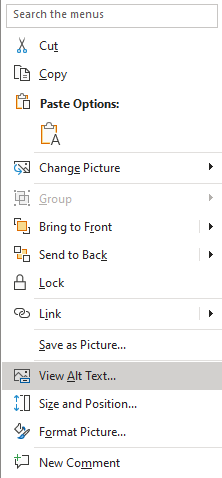 Search the menus
Cut
Copy
Paste Options:
A
Change Picture
Group
Bring to Front
Send to Back
Lock
Link
Save as Picture...
View Alt Text...
Size and Position...
Format Picture...
New Comment